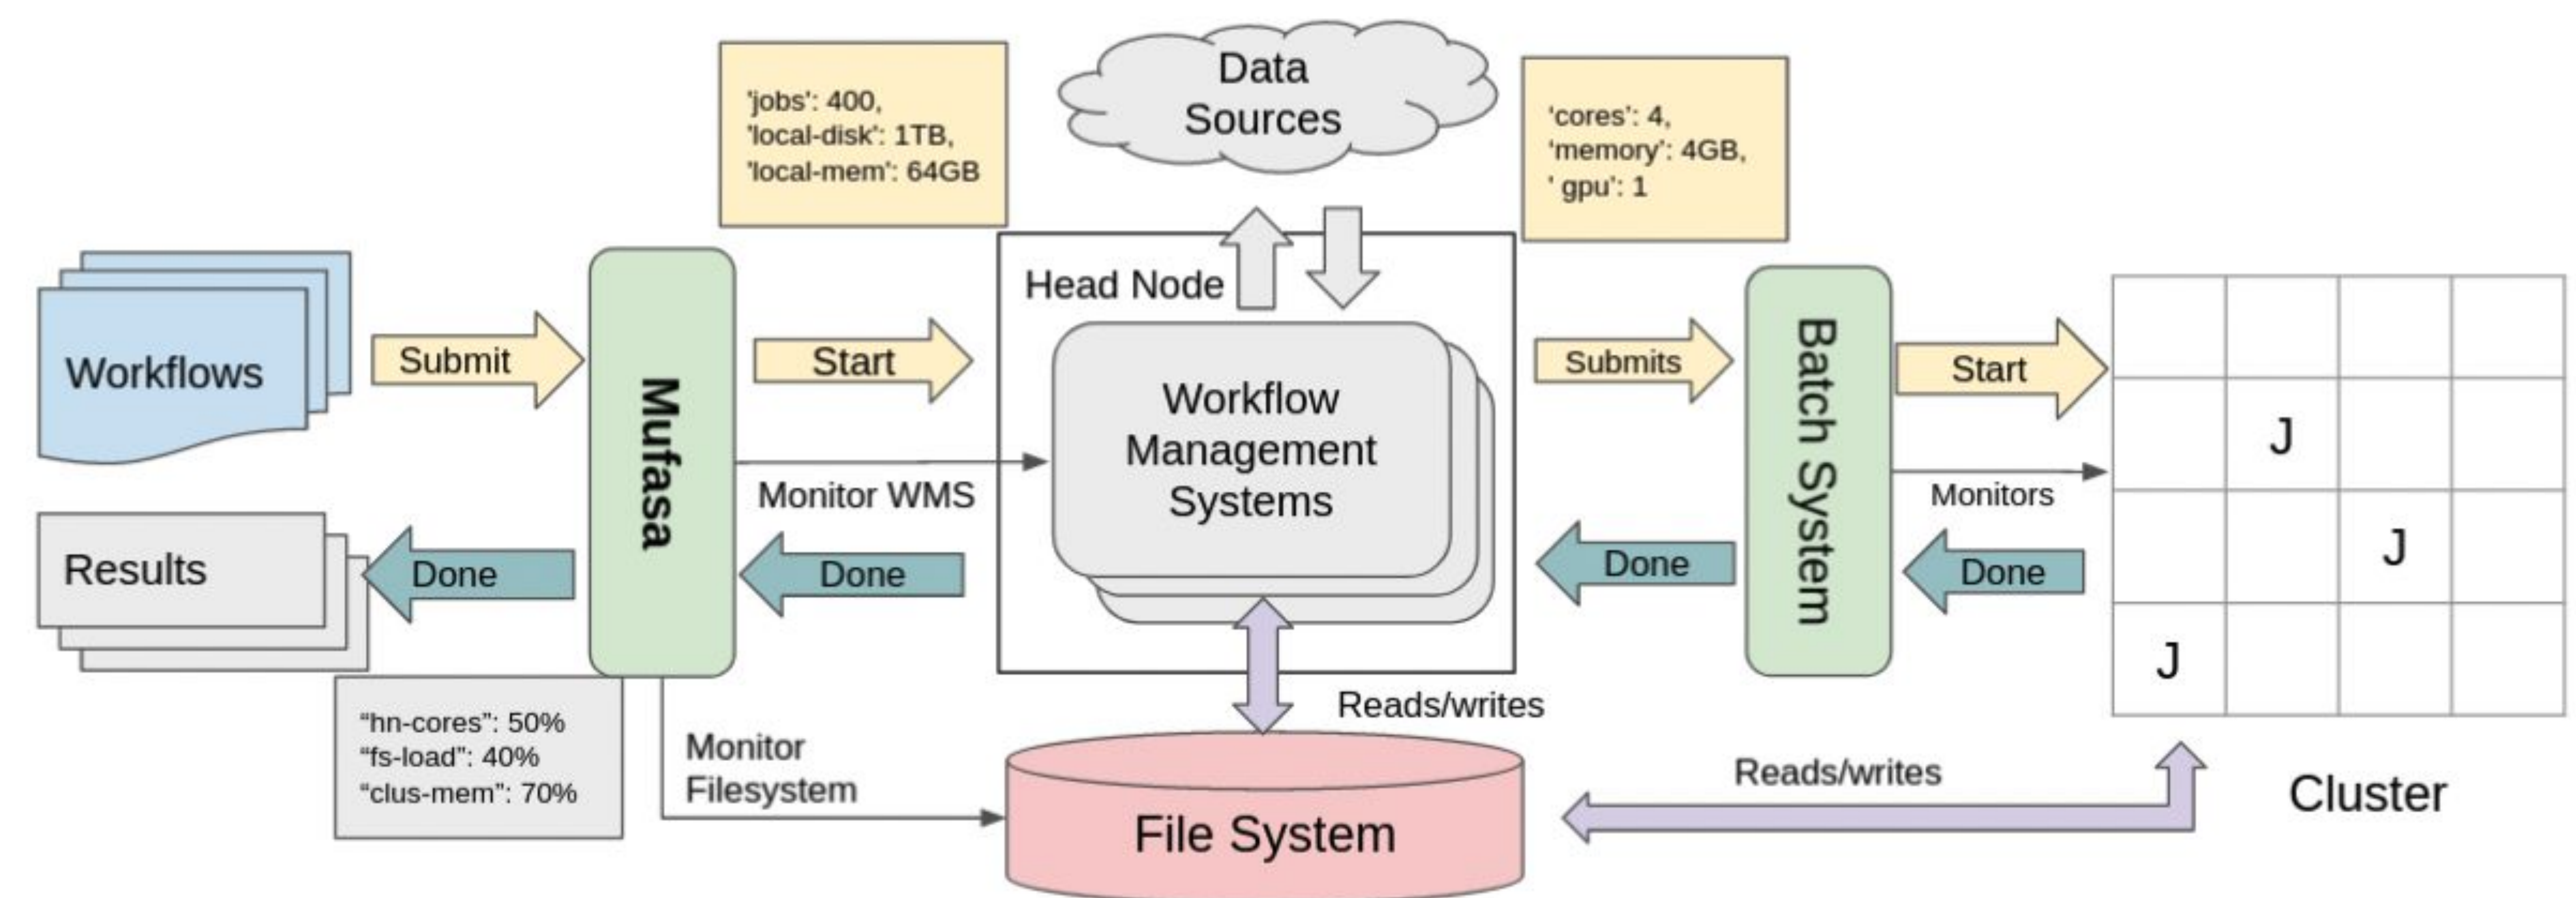 'jobs': 400,
'local-disk': 1TB,
'local-mem': 64GB
Data
Sources
‘cores’: 4,
‘memory’: 4GB,
‘ gpu’: 1
Head Node
Workflows
Submit
Mufasa
Start
Workflow
Management
Systems
Submits
Batch System
Start
J
Monitor WMS
Monitors
Results
Done
Done
Done
Done
J
J
“hn-cores”: 50%
“fs-load”: 40%
“clus-mem”: 70%
Monitor
Filesystem
Reads/writes
File System
Reads/writes
Cluster